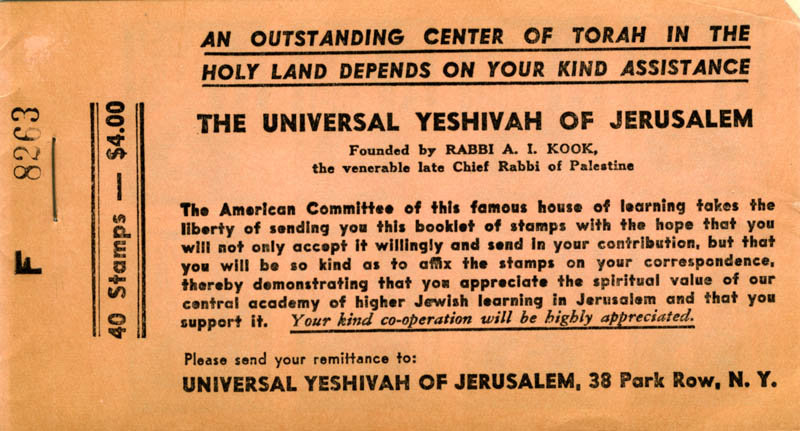 AN OUTSTANDING CENTER OF TORAH IN THE
HOLY LAND DEPENDS ON YOUR KIND ASSISTANCE
THE UNIVERSAL YESHIVAH OF JERUSALEM
Founded by RABBI A. I. KOOK,
the venerable late Chief Rabbi of Palestine
The American Committee of this famous house of learning takes the
liberty of sending you this booklet of stamps with the hope that you
will not only accept it willingly and send in your contribution, but that
you will be so kind as to affix the stamps on your correspondence,
thereby demonstrating that you appreciate the spiritual value of our
central academy of higher Jewish learning in Jerusalem and that you
support it. Your kind co-operation will be highly appreciated.
Please send your remittance to:
UNIVERSAL YESHIVAH OF JERUSALEM, 38 Park Row, N. Y.
40 Stamps — $4.00
F 8263